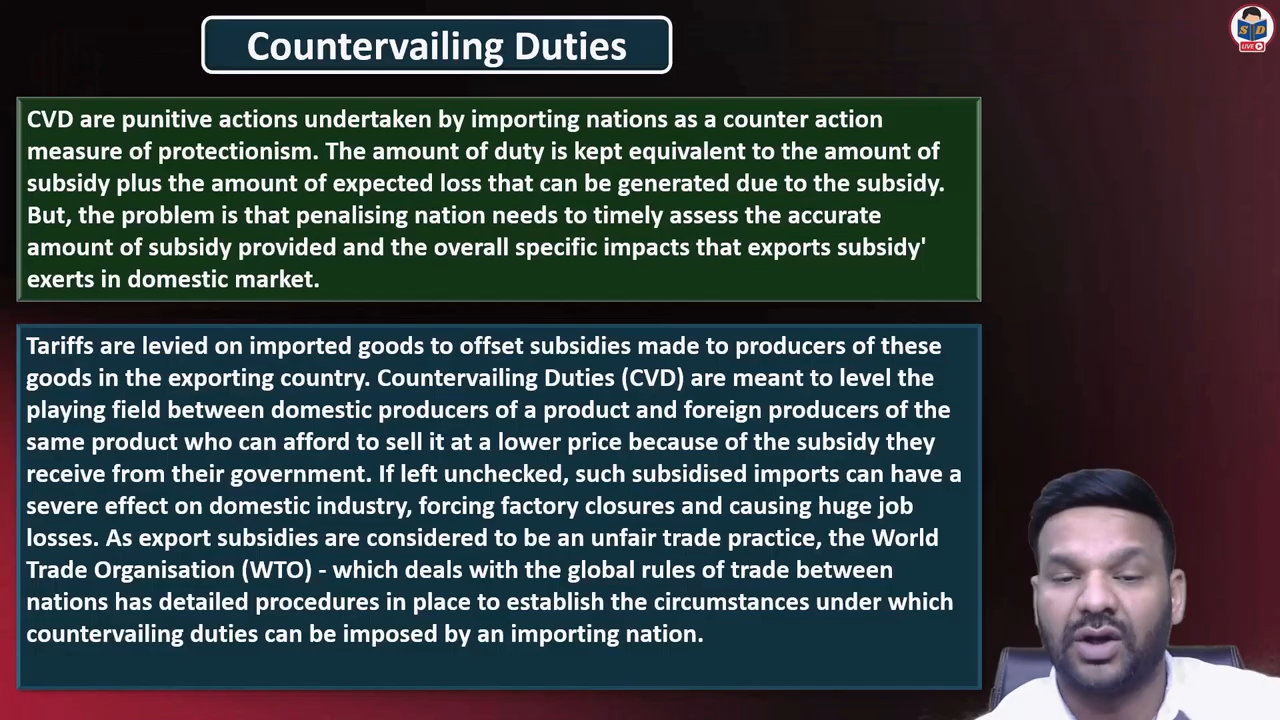 Countervailing Duties
CVD are punitive actions undertaken by importing nations as a counter action
measure of protectionism. The amount of duty is kept equivalent to the amount of
subsidy plus the amount of expected loss that can be generated due to the subsidy.
But, the problem is that penalising nation needs to timely assess the accurate
amount of subsidy provided and the overall specific impacts that exports subsidy'
exerts in domestic market.
Tariffs are levied on imported goods to offset subsidies made to producers of these
goods in the exporting country. Countervailing Duties (CVD) are meant to level the
playing field between domestic producers of a product and foreign producers of the
same product who can afford to sell it at a lower price because of the subsidy they
receive from their government. If left unchecked, such subsidised imports can have a
severe effect on domestic industry, forcing factory closures and causing huge job
losses. As export subsidies are considered to be an unfair trade practice, the World
Trade Organisation (WTO) - which deals with the global rules of trade between
nations has detailed procedures in place to establish the circumstances under which
countervailing duties can be imposed by an importing nation.
S D
LIVE